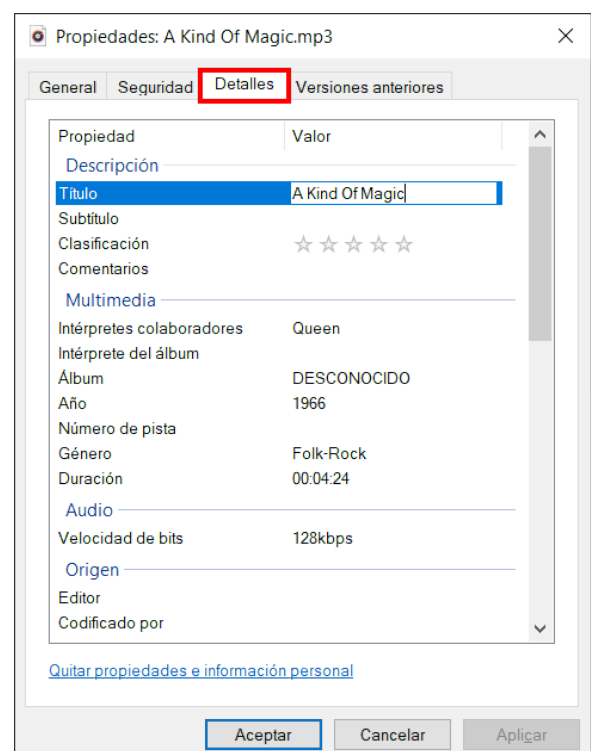 Propiedades: A Kind Of Magic.mp3
General Seguridad Detalles Versiones anteriores
Propiedad Valor
Descripción
Título A Kind Of Magic
Subtítulo
Clasificación
Comentarios
Multimedia
Intérpretes colaboradores Queen
Intérprete del álbum
Álbum DESCONOCIDO
Año 1966
Número de pista
Género Folk-Rock
Duración 00:04:24
Audio
Velocidad de bits 128kbps
Origen
Editor
Codificado por
Quitar propiedades e información personal
Aceptar Cancelar Aplicar